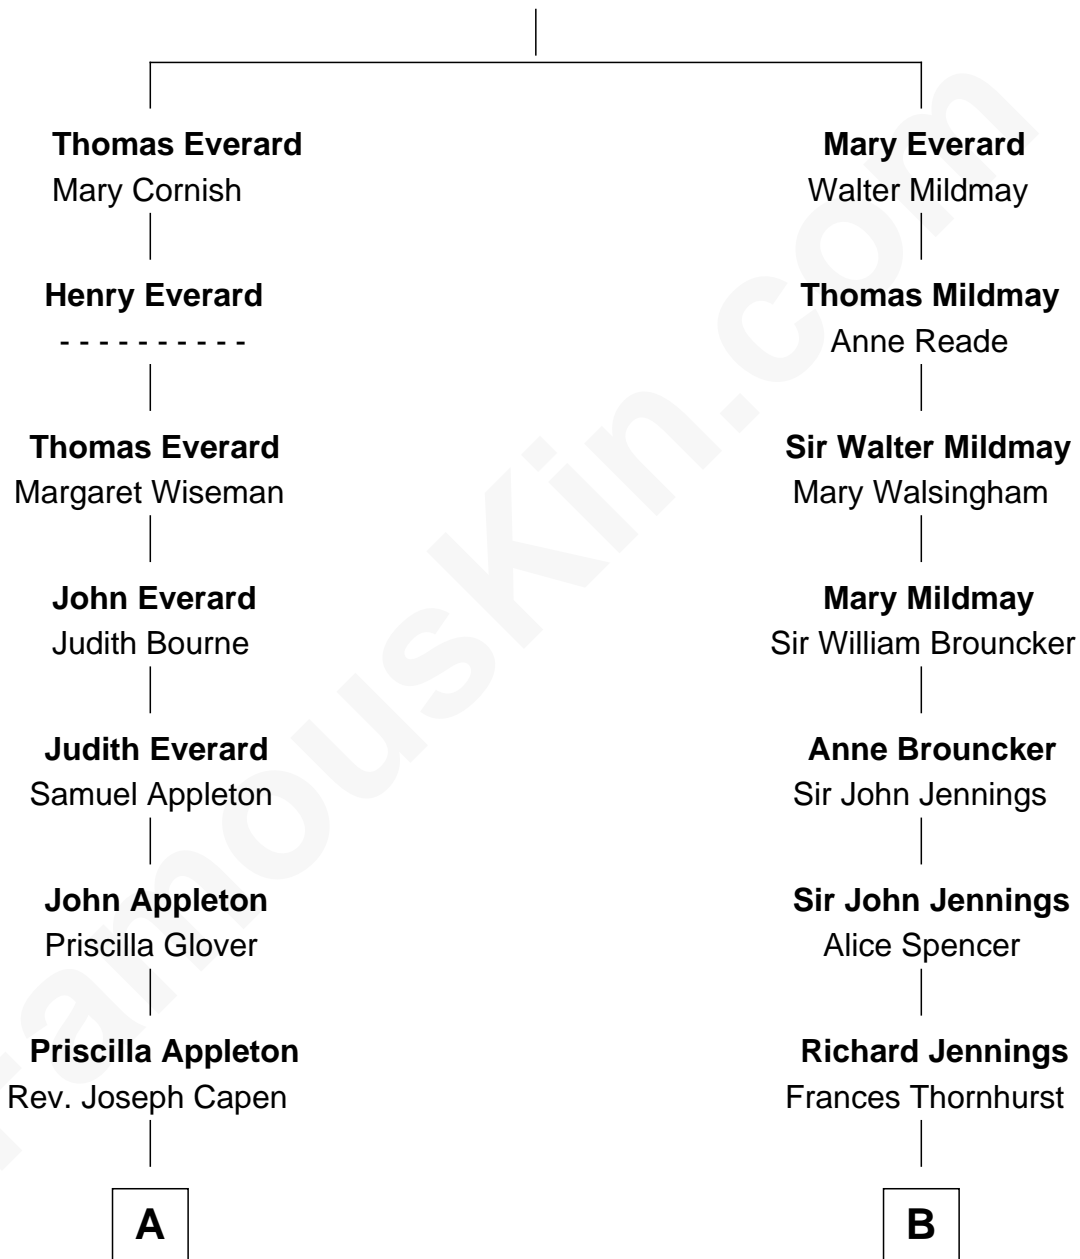 Thomas Everard
Mary Cornish
Henry Everard
- - - - - - - - - -
Thomas Everard
Margaret Wiseman
John Everard
Judith Bourne
Judith Everard
Samuel Appleton
John Appleton
Priscilla Glover
Priscilla Appleton
Rev. Joseph Capen
A
Mary Everard
Walter Mildmay
Thomas Mildmay
Anne Reade
Sir Walter Mildmay
Mary Walsingham
Mary Mildmay
Sir William Brouncker
Anne Brouncker
Sir John Jennings
Sir John Jennings
Alice Spencer
Richard Jennings
Frances Thornhurst
B
FamousKin.com